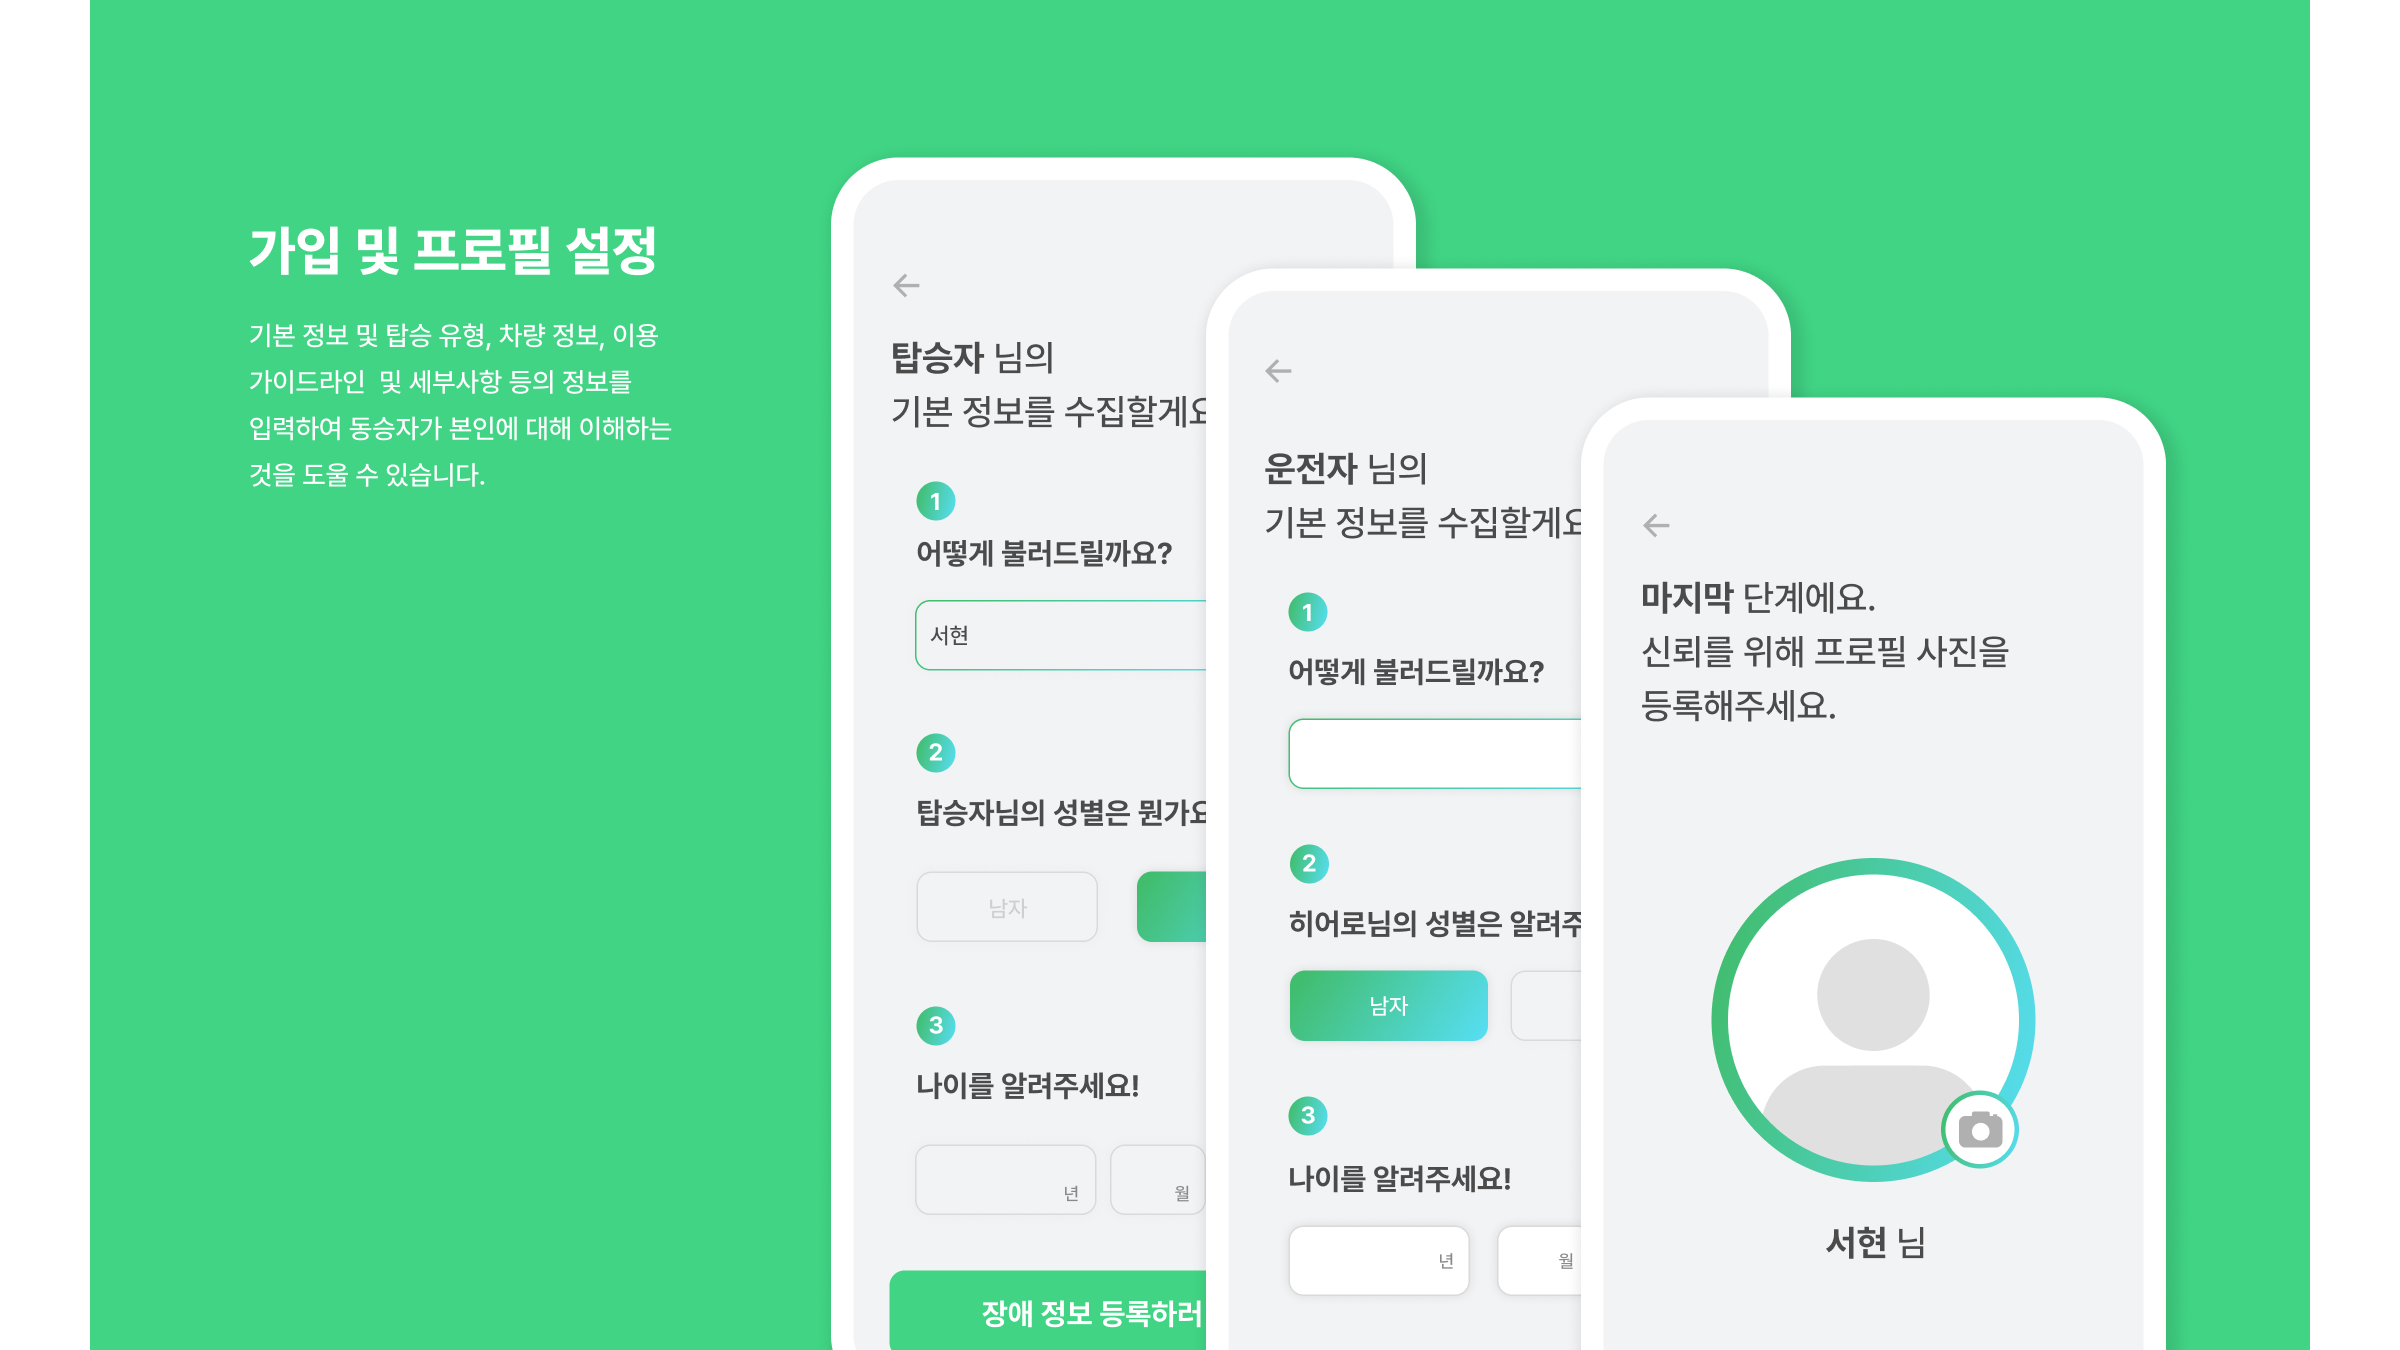 가입 및 프로필 설정
기본 정보 및 탑승 유형, 차량 정보, 이용
가이드라인 및 세부사항 등의 정보를
입력하여 동승자가 본인에 대해 이해하는
것을 도울 수 있습니다.
탑승자 님의
기본 정보를 수집할게요
1
어떻게 불러드릴까요?
서현
2
탑승자님의 성별은 뭔가요
남자
3
나이를 알려주세요!
년 월
장애 정보 등록하러
운전자 님의
기본 정보를 수집할게요
1
어떻게 불러드릴까요?
2
히어로님의 성별은 알려주
남자
3
나이를 알려주세요!
년 월
마지막 단계에요.
신뢰를 위해 프로필 사진을
등록해주세요.
서현 님